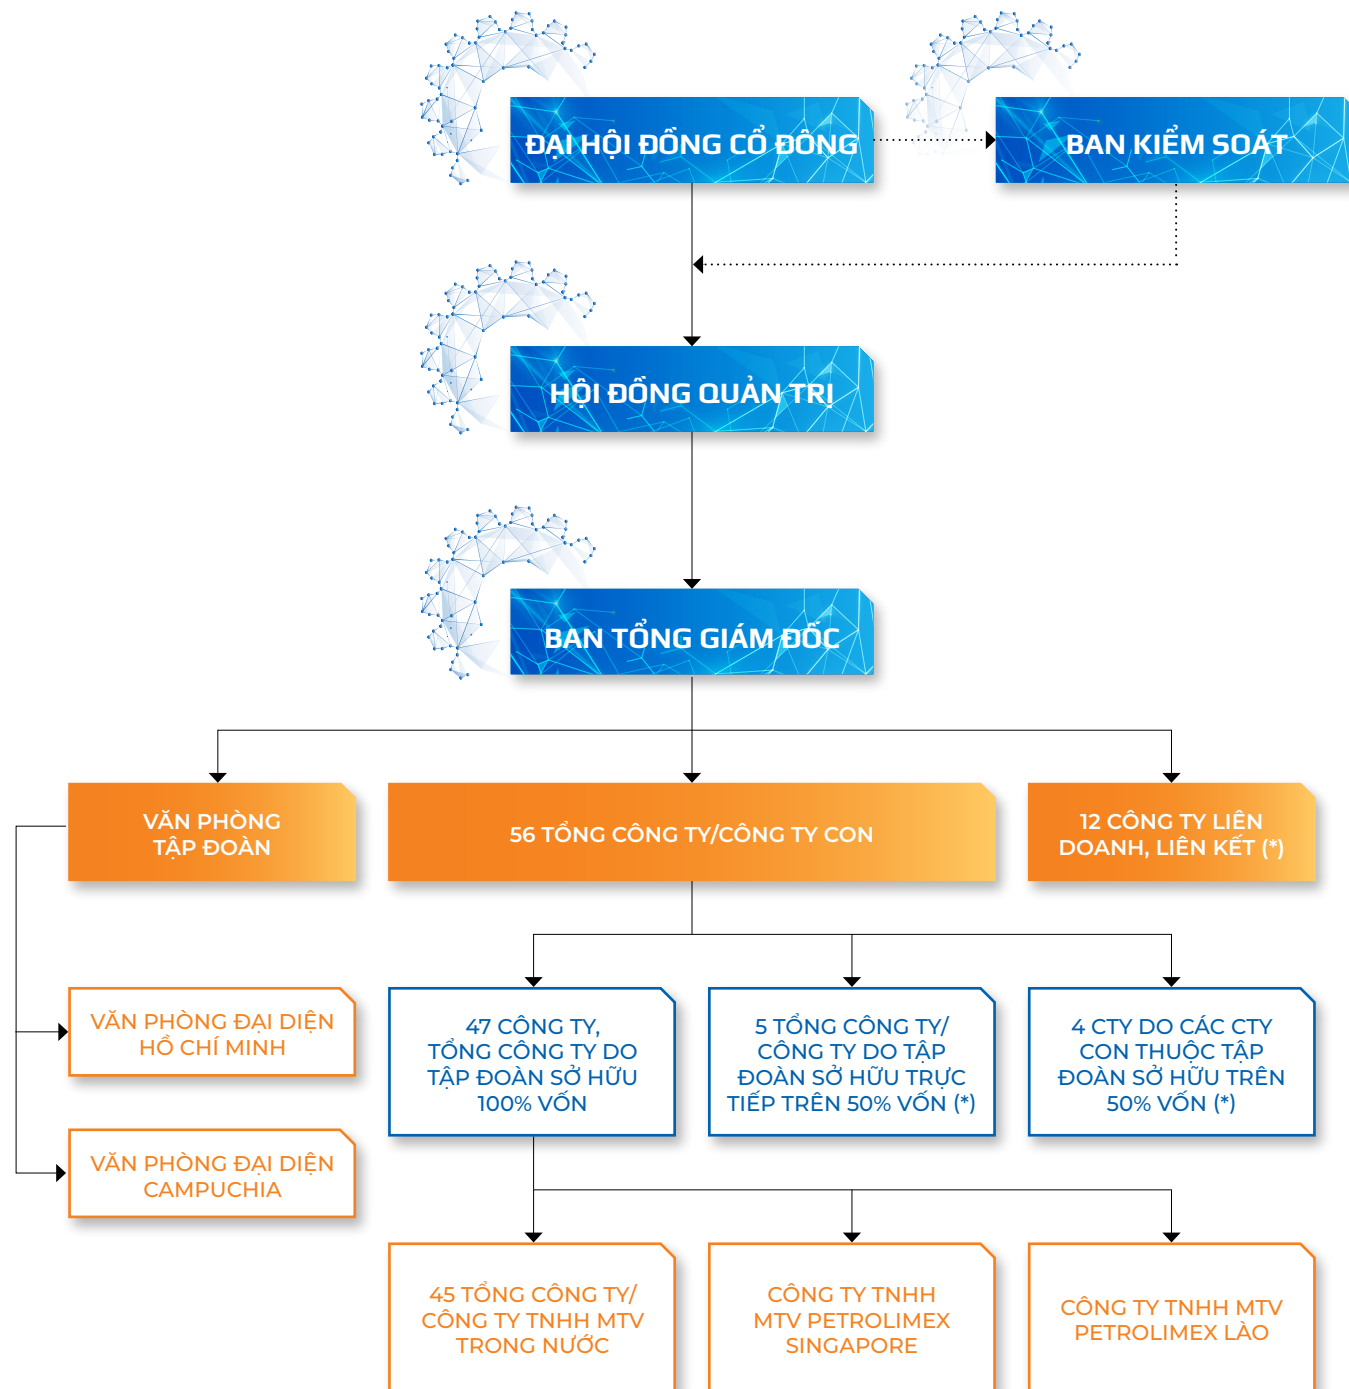 ĐẠI HỘI ĐỒNG CỔ ĐÔNG
BAN KIỂM SOÁT
HỘI ĐỒNG QUẢN TRỊ
BAN TỔNG GIÁM ĐỐC
VĂN PHÒNG
TẬP ĐOÀN
56 TỔNG CÔNG TY/CÔNG TY CON
12 CÔNG TY LIÊN
DOANH, LIÊN KẾT (*)
VĂN PHÒNG ĐẠI DIỆN
HỒ CHÍ MINH
47 CÔNG TY,
TỔNG CÔNG TY DO
TẬP ĐOÀN SỞ HỮU
100% VỐN
5 TỔNG CÔNG TY/
CÔNG TY DO TẬP
ĐOÀN SỞ HỮU TRỰC
TIẾP TRÊN 50% VỐN (*)
4 CTY DO CÁC CTY
CON THUỘC TẬP
ĐOÀN SỞ HỮU TRÊN
50% VỐN (*)
VĂN PHÒNG ĐẠI DIỆN
CAMPUCHIA
45 TỔNG CÔNG TY/
CÔNG TY TNHH MTV
TRONG NƯỚC
CÔNG TY TNHH
MTV PETROLIMEX
SINGAPORE
CÔNG TY TNHH MTV
PETROLIMEX LÀO